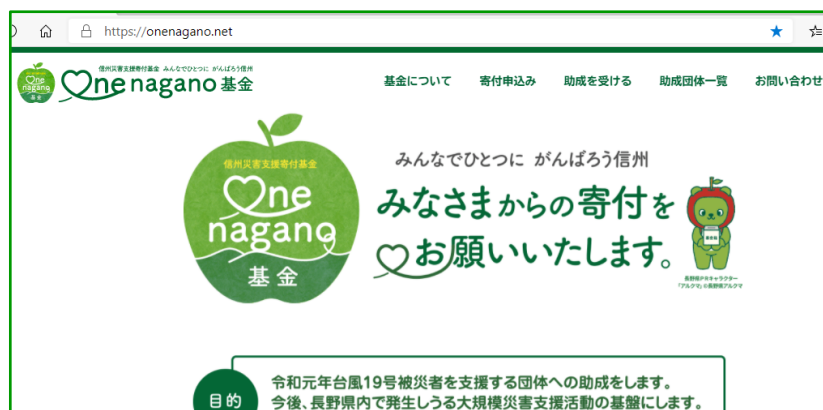 https://onenagano.net
信州災害支援寄付基金 みんなでひとつに がんばろう信州
One nagano 基金
One nagano 基金
基金について 寄付申込み 助成を受ける 助成団体一覧 お問い合わせ
信州災害支援寄付基金
One
nagano
基金
みんなでひとつに がんばろう信州
みなさまからの寄付を
お願いいたします。
長野県PRキャラクター
「アルクマ」©長野県アルクマ
目的
令和元年台風19号被災者を支援する団体への助成をします。
今後、長野県内で発生しうる大規模災害支援活動の基盤にします。